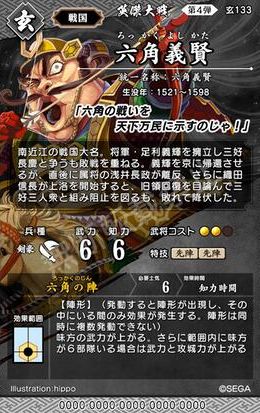 玄
戦国
英傑大戦
第4弾
玄133
ろっかくよしかた
六角義賢
統一名称:六角義賢
生没年:1521~1598
「六角の戦いを
天下万民に示すのじゃ!」
南近江の戦国大名。将軍・足利義輝を擁立し三好
長慶と争うも敗戦を重ねる。義輝を京に帰還させ
るが、直後に属将の浅井長政が離反。さらに織田
信長が上洛を開始すると、旧領回復を目論んで三
好三人衆と組み阻止を図るも、敗れて降伏した。
兵種 武力 知力 武将コスト
剣豪 6 6 特技 先陣 先陣
ろっかくのじん
六角の陣
必要士気 6
効果時間 知力時間
効果範囲
【陣形】(発動すると陣形が出現し、その
中にいる間のみ効果が発生する。陣形は同
時に複数発動できない)
味方の武力が上がる。さらに範囲内に味方
が6部隊いる場合は武力と攻城力が上がる
Illustration:hippo
©SEGA
0000-0000-0000-0000-0000